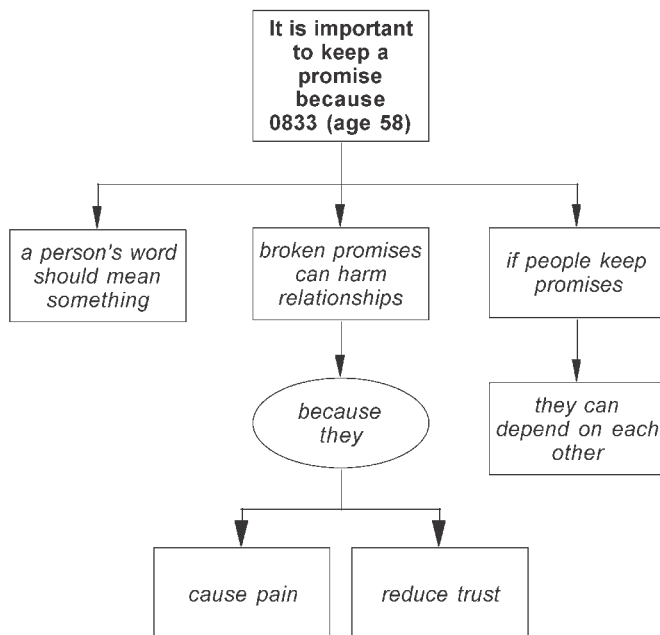 It is important
to keep a
promise
because
0833 (age 58)
a person's word
should mean
something
broken promises
can harm
relationships
if people keep
promises
because
they
they can
depend on each
other
cause pain
reduce trust